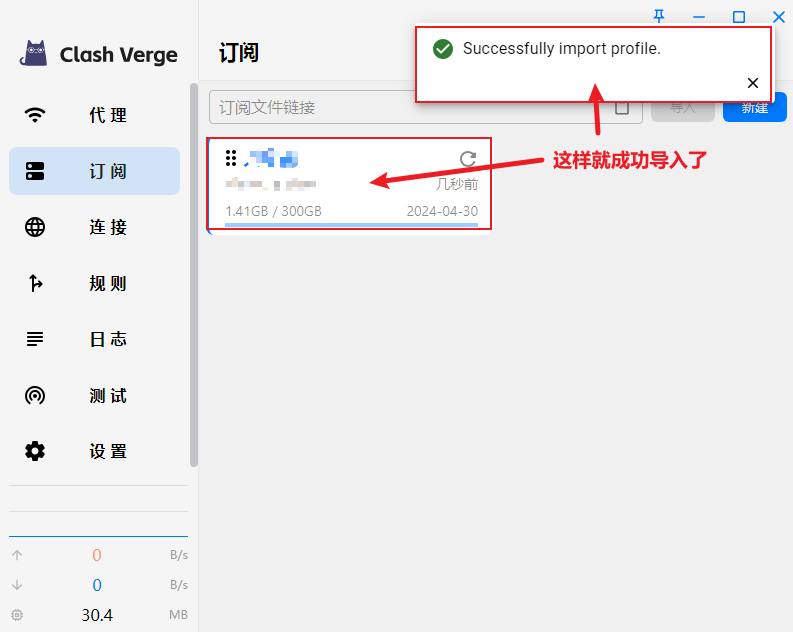 Clash Verge
订阅
Successfully import profile.
代 理
订阅文件链接
导入
新建
订 阅
这样就成功导入了
几秒前
1.41GB / 300GB
2024-04-30
连 接
规 则
日 志
测 试
设 置
0 B/s
0 B/s
30.4 MB